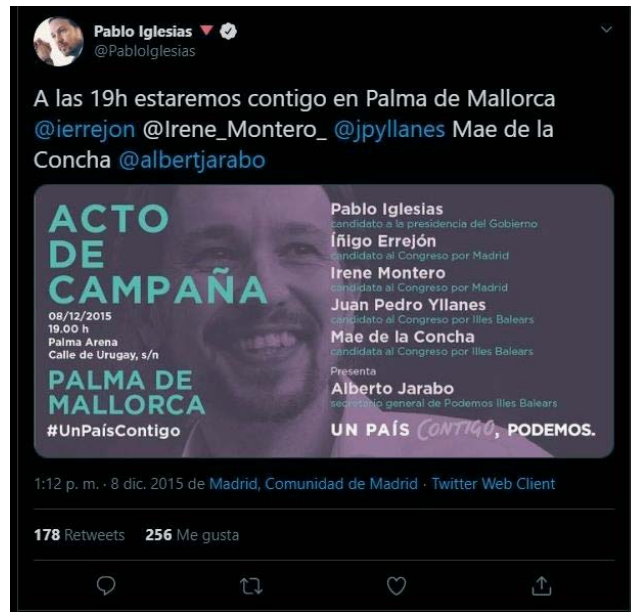 Pablo Iglesias
@PabloIglesias
A las 19h estaremos contigo en Palma de Mallorca
@ierrejon @Irene_Montero_ @jpyllanes Mae de la
Concha @albertjarabo
ACTO
DE
CAMPAÑA
08/12/2015
19.00 h
Palma Arena
Calle de Urugay, s/n
PALMA DE
MALLORCA
#UnPaísContigo
Pablo Iglesias
candidato a la presidencia del Gobierno
Íñigo Errejón
candidato al Congreso por Madrid
Irene Montero
candidata al Congreso por Madrid
Juan Pedro Yllanes
candidato al Congreso por Illes Balears
Mae de la Concha
candidata al Congreso por Illes Balears
Presenta
Alberto Jarabo
secretario general de Podemos Illes Balears
UN PAÍS CONTIGO, PODEMOS.
1:12 p. m. · 8 dic. 2015 de Madrid, Comunidad de Madrid · Twitter Web Client
178 Retweets 256 Me gusta